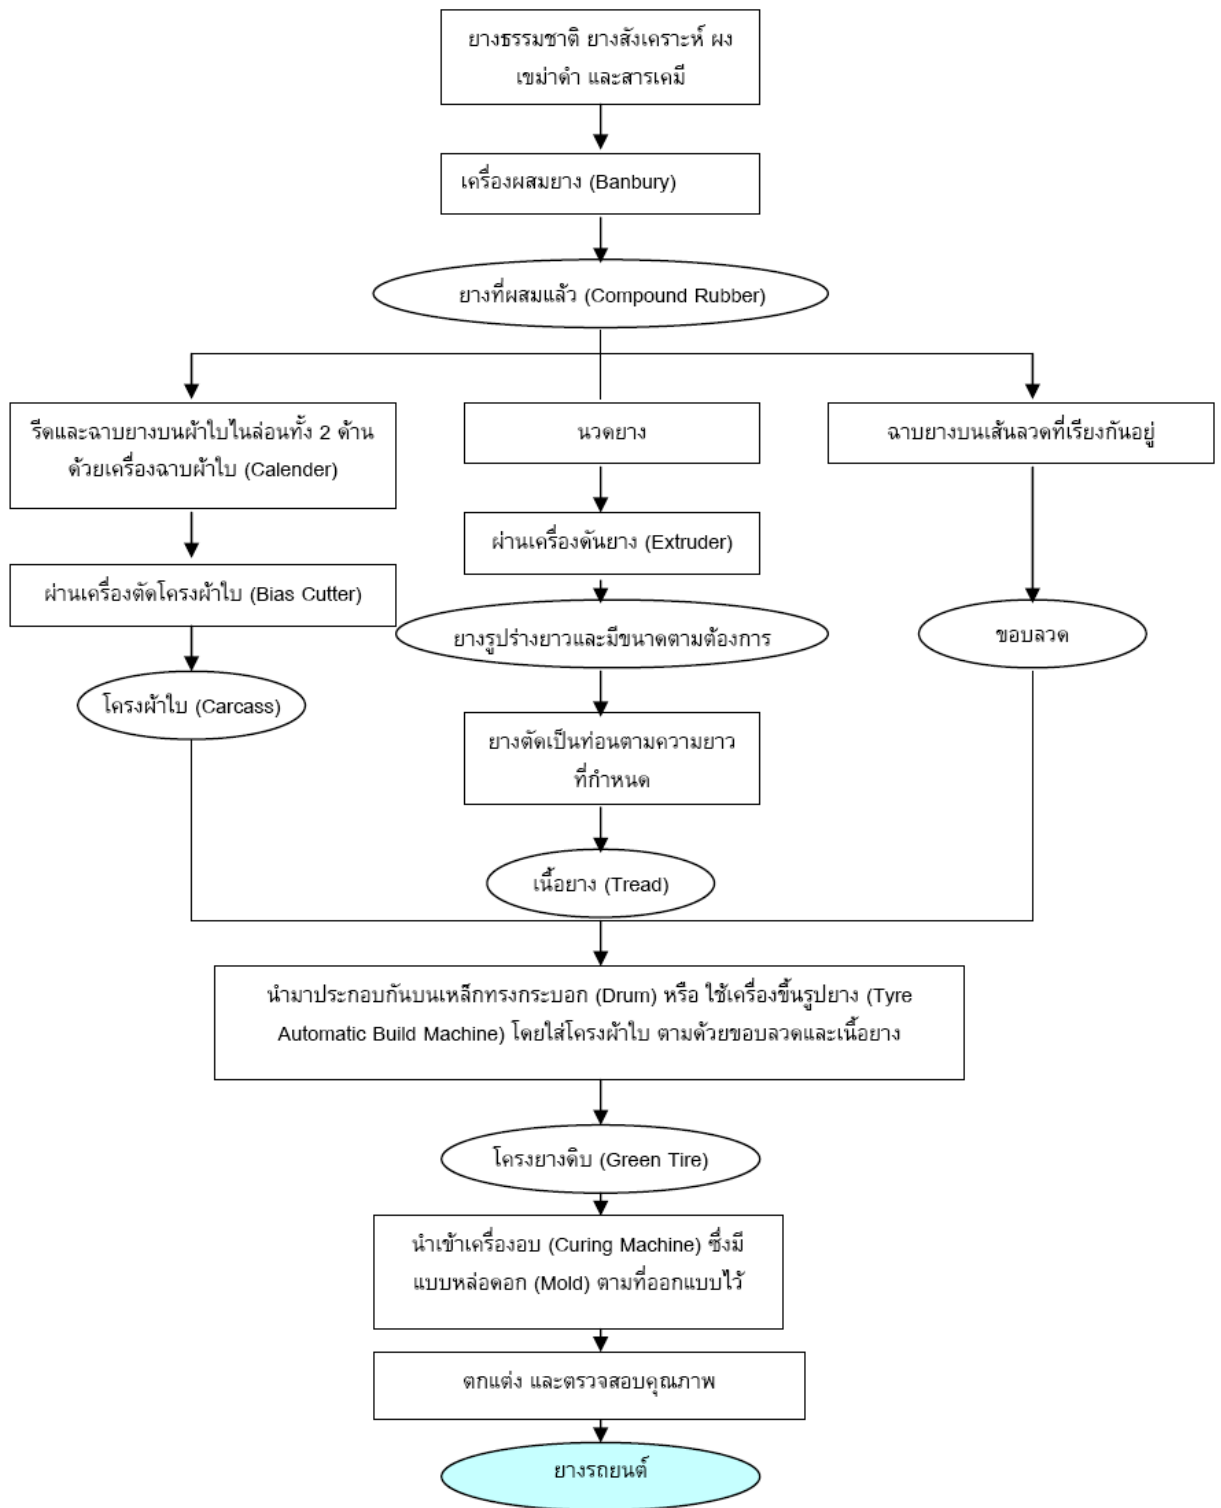 ยางธรรมชาติ ยางสังเคราะห์ ผง
เขม่าดำ และสารเคมี
เครื่องผสมยาง (Banbury)
ยางที่ผสมแล้ว (Compound Rubber)
รีดและฉาบยางบนผ้าใบไนล่อนทั้ง 2 ด้าน
ด้วยเครื่องฉาบผ้าใบ (Calender)
ผ่านเครื่องตัดโครงผ้าใบ (Bias Cutter)
โครงผ้าใบ (Carcass)
นวดยาง
ผ่านเครื่องดันยาง (Extruder)
ยางรูปร่างยาวและมีขนาดตามต้องการ
ยางตัดเป็นท่อนตามความยาว
ที่กำหนด
เนื้อยาง (Tread)
ฉาบยางบนเส้นลวดที่เรียงกันอยู่
ขอบลวด
นำมาประกอบกันบนเหล็กทรงกระบอก (Drum) หรือ ใช้เครื่องขึ้นรูปยาง (Tyre
Automatic Build Machine) โดยใส่โครงผ้าใบ ตามด้วยขอบลวดและเนื้อยาง
โครงยางดิบ (Green Tire)
นำเข้าเครื่องอบ (Curing Machine) ซึ่งมี
แบบหล่อดอก (Mold) ตามที่ออกแบบไว้
ตกแต่ง และตรวจสอบคุณภาพ
ยางรถยนต์